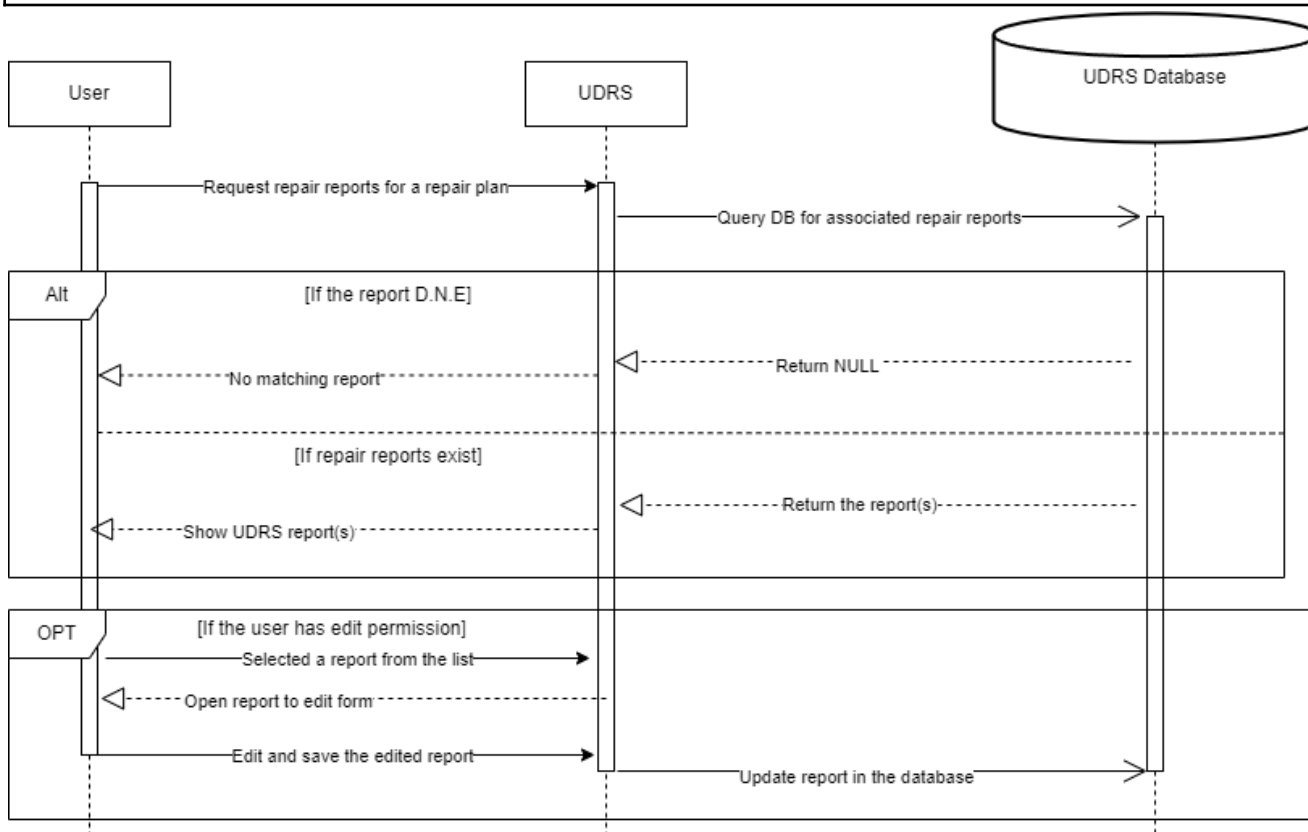 User
UDRS
UDRS Database
Request repair reports for a repair plan
Query DB for associated repair reports
Alt
[If the report D.N.E]
Return NULL
No matching report
[If repair reports exist]
Return the report(s)
Show UDRS report(s)
OPT
[If the user has edit permission]
Selected a report from the list
Open report to edit form
Edit and save the edited report
Update report in the database